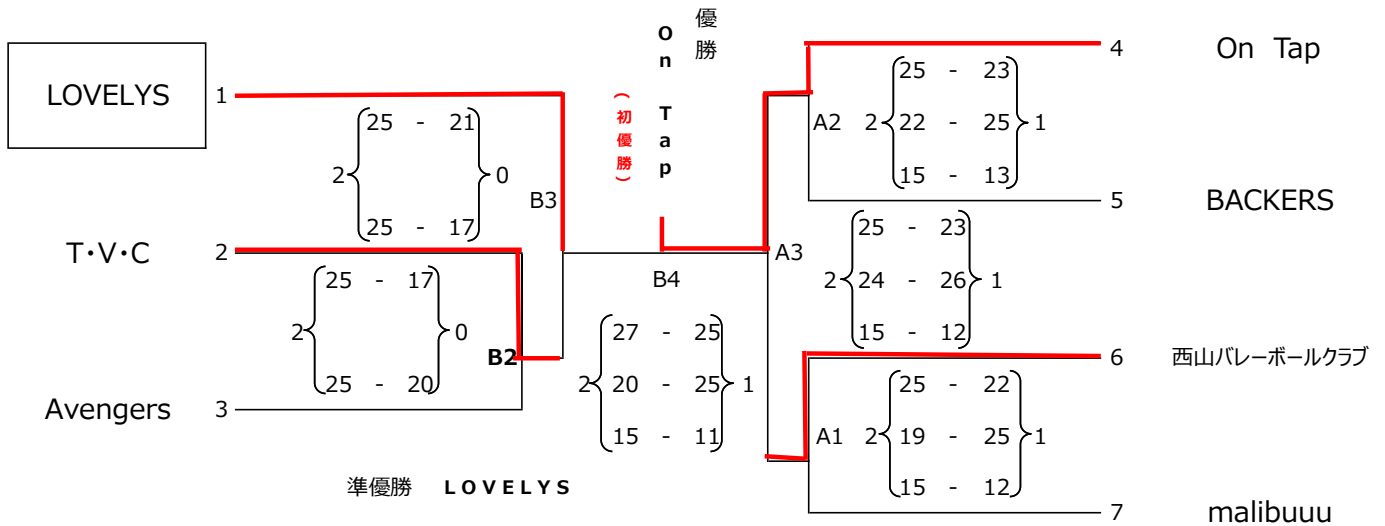 優勝
On Tap
(初優勝)
LOVELYS 1
25 - 21
2 0
25 - 17
B3
T・V・C 2
25 - 17
2 0
25 - 20
B2
Avengers 3
準優勝 LOVELYS
B4
27 - 25
2 20 - 25 1
15 - 11
4 On Tap
25 - 23
A2 2 22 - 25 1
15 - 13
5 BACKERS
A3
25 - 23
2 24 - 26 1
15 - 12
6 西山バレーボールクラブ
25 - 22
A1 2 19 - 25 1
15 - 12
7 malibuuu